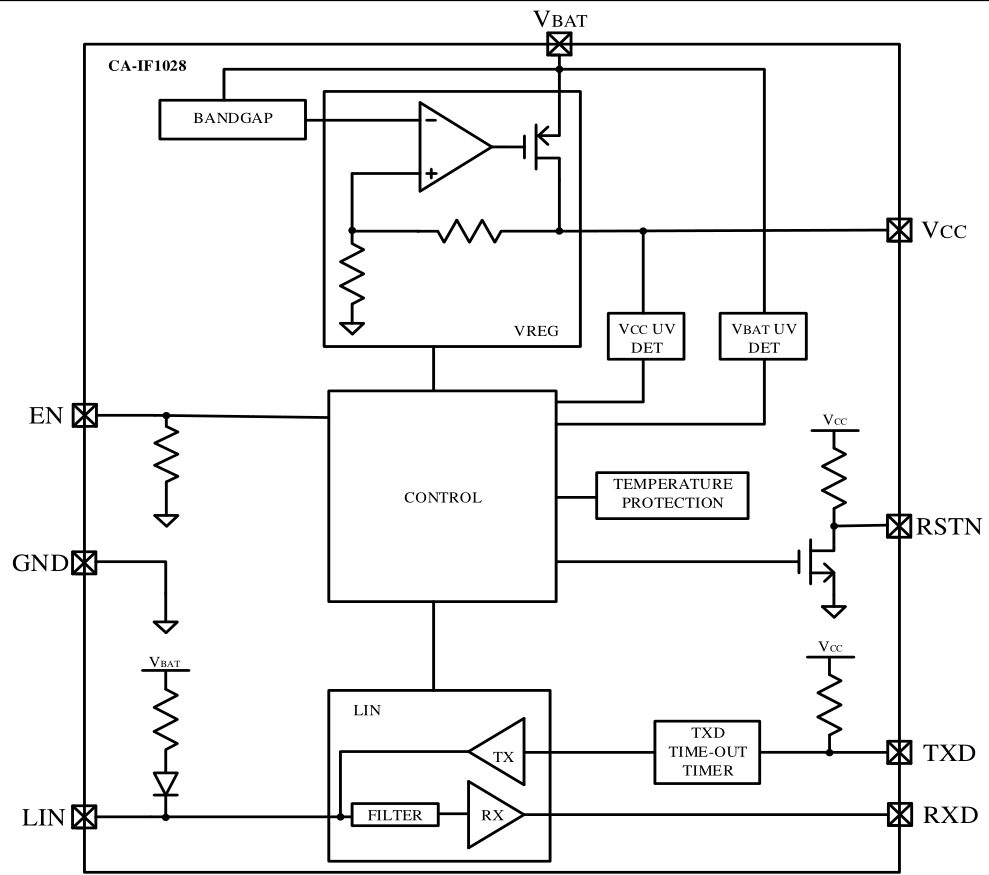 VBAT
CA-IF1028
BANDGAP
−
+
VCC
VREG
VCC UV
DET
VBAT UV
DET
EN
VCC
CONTROL
TEMPERATURE
PROTECTION
RSTN
GND
VBAT
VCC
LIN
TX
TXD
TIME-OUT
TIMER
TXD
LIN
FILTER
RX
RXD